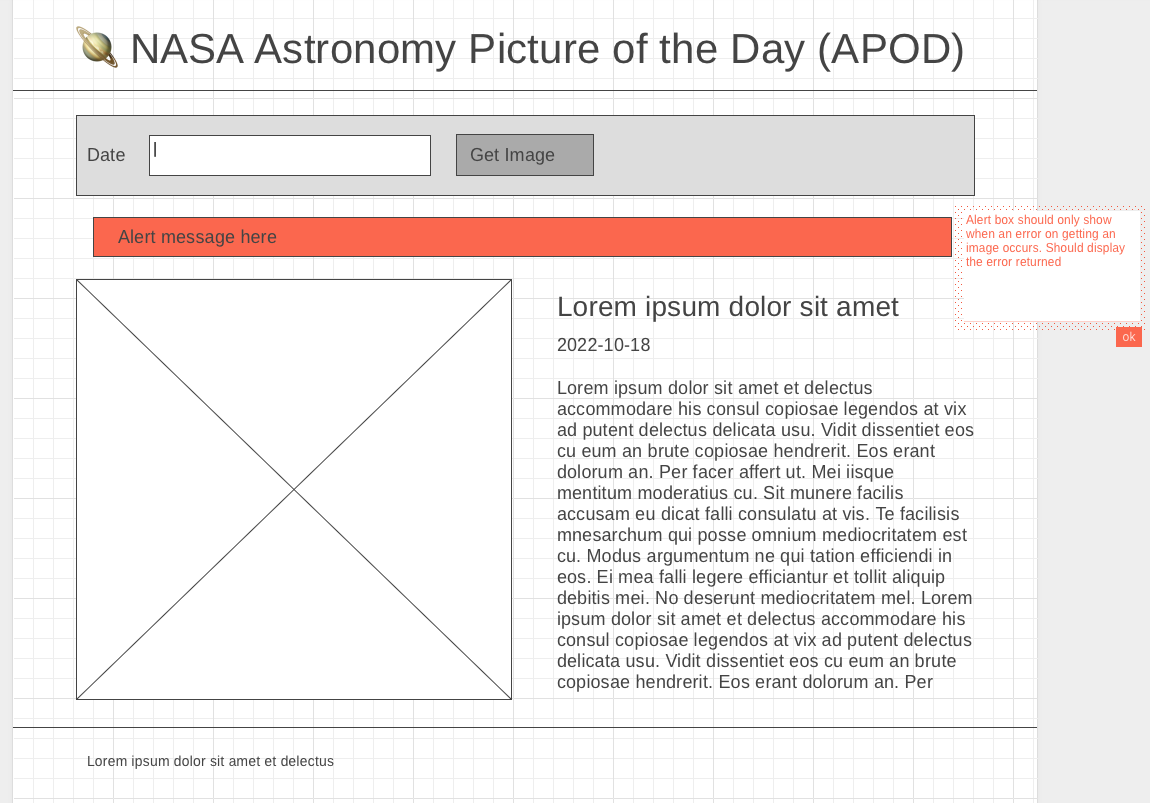 NASA Astronomy Picture of the Day (APOD)
Date
Get Image
Alert message here
Alert box should only show
when an error on getting an
image occurs. Should display
the error returned
ok
Lorem ipsum dolor sit amet
2022-10-18
Lorem ipsum dolor sit amet et delectus
accommodare his consul copiosae legendos at vix
ad putent delectus delicata usu. Vidit dissentiet eos
cu eum an brute copiosae hendrerit. Eos erant
dolorum an. Per facer affert ut. Mei iisque
mentitum moderatius cu. Sit munere facilis
accusam eu dicat falli consulatu at vis. Te facilisis
mnesarchum qui posse omnium mediocritatem est
cu. Modus argumentum ne qui tation efficiendi in
eos. Ei mea falli legere efficiantur et tollit aliquip
debitis mei. No deserunt mediocritatem mel. Lorem
ipsum dolor sit amet et delectus accommodare his
consul copiosae legendos at vix ad putent delectus
delicata usu. Vidit dissentiet eos cu eum an brute
copiosae hendrerit. Eos erant dolorum an. Per
Lorem ipsum dolor sit amet et delectus